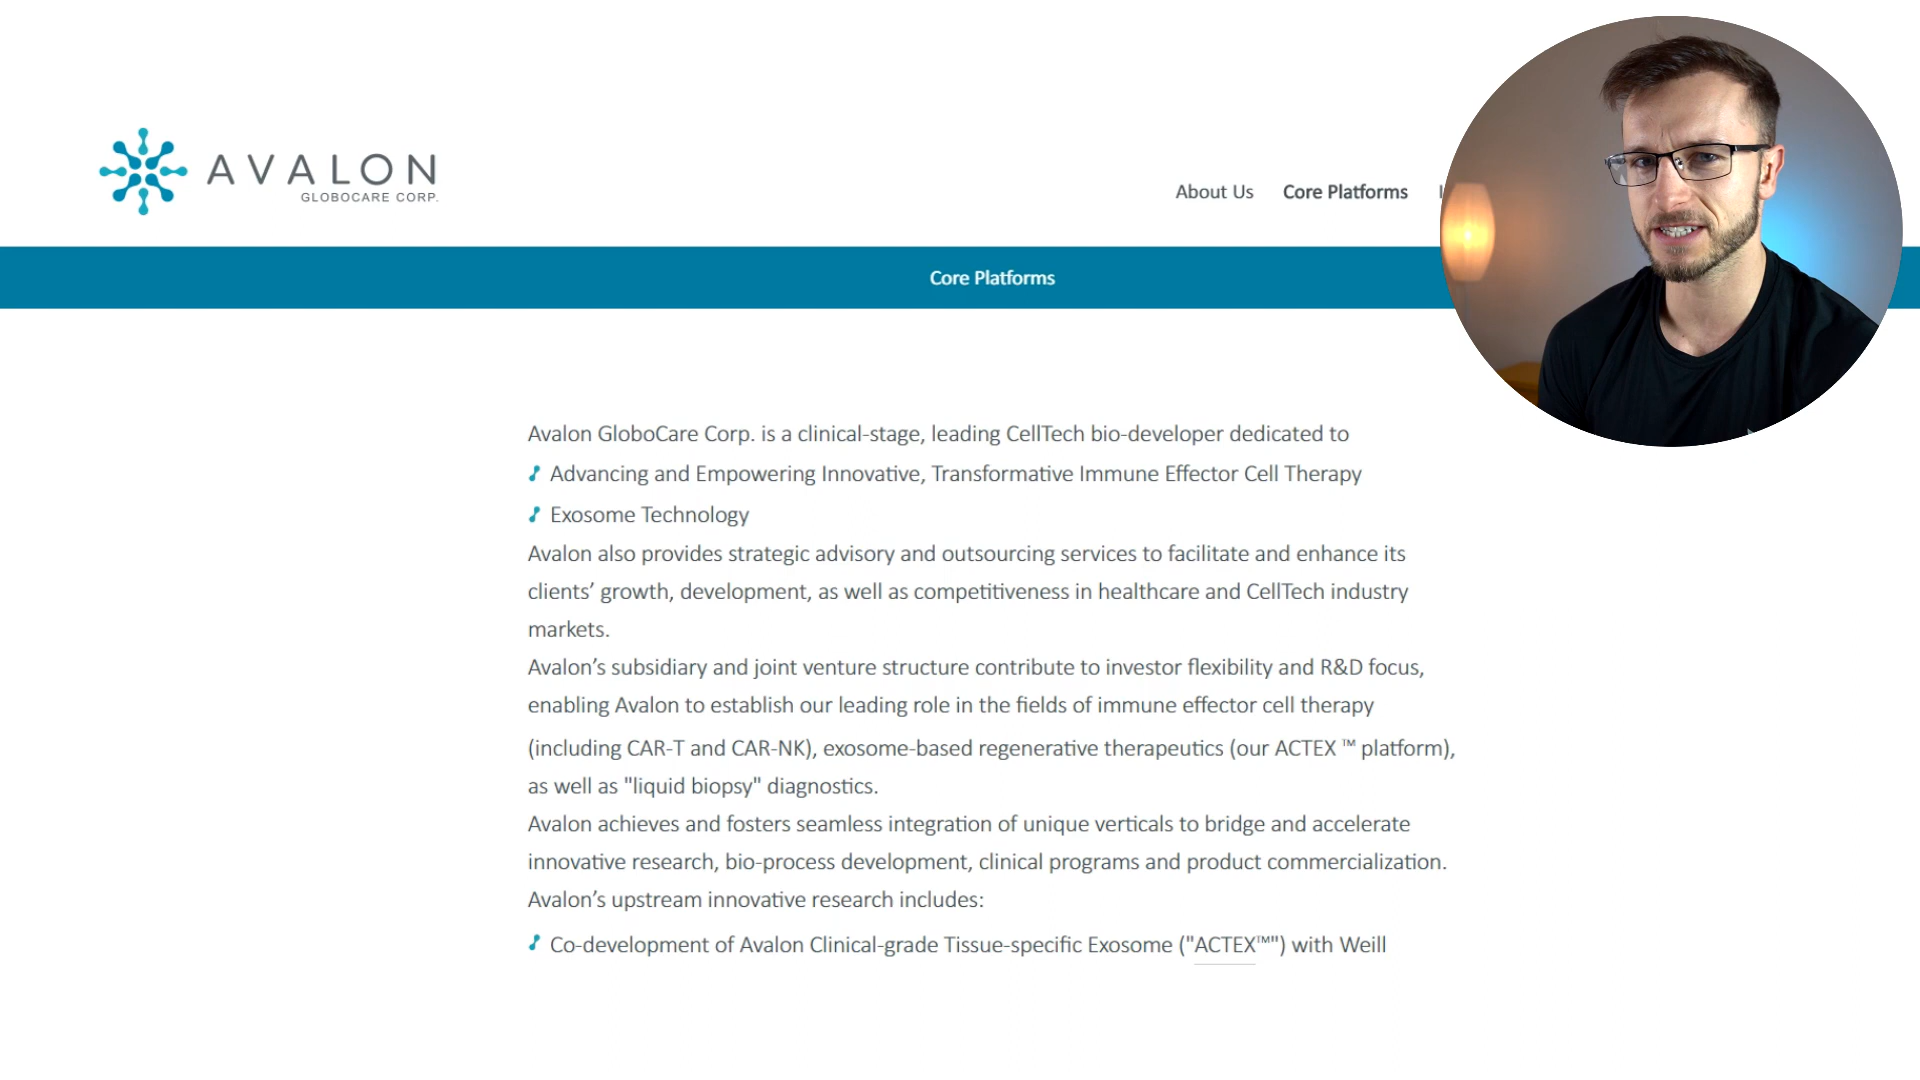 AVALON
GLOBOCARE CORP.
About Us
Core Platforms
Core Platforms
Avalon GloboCare Corp. is a clinical-stage, leading CellTech bio-developer dedicated to
Advancing and Empowering Innovative, Transformative Immune Effector Cell Therapy
Exosome Technology
Avalon also provides strategic advisory and outsourcing services to facilitate and enhance its
clients’ growth, development, as well as competitiveness in healthcare and CellTech industry
markets.
Avalon’s subsidiary and joint venture structure contribute to investor flexibility and R&D focus,
enabling Avalon to establish our leading role in the fields of immune effector cell therapy
(including CAR-T and CAR-NK), exosome-based regenerative therapeutics (our ACTEX ™ platform),
as well as "liquid biopsy" diagnostics.
Avalon achieves and fosters seamless integration of unique verticals to bridge and accelerate
innovative research, bio-process development, clinical programs and product commercialization.
Avalon’s upstream innovative research includes:
Co-development of Avalon Clinical-grade Tissue-specific Exosome ("ACTEX™") with Weill